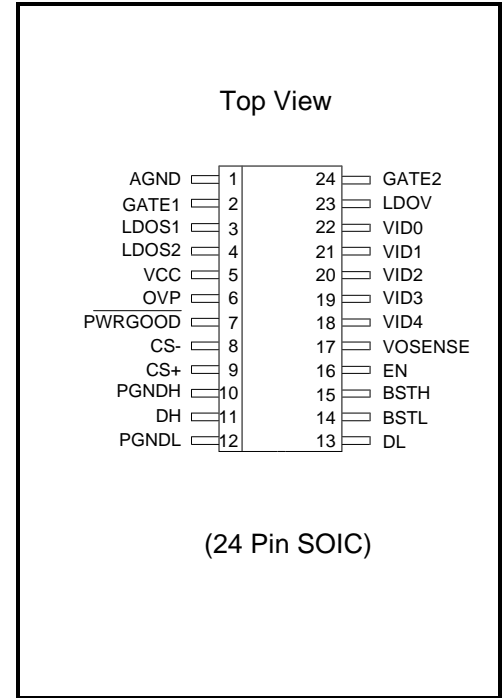 Top View
AGND 1 24 GATE2
GATE1 2 23 LDOV
LDOS1 3 22 VID0
LDOS2 4 21 VID1
VCC 5 20 VID2
OVP 6 19 VID3
PWRGOOD 7 18 VID4
CS- 8 17 VOSENSE
CS+ 9 16 EN
PGNDH 10 15 BSTH
DH 11 14 BSTL
PGNDL 12 13 DL
(24 Pin SOIC)